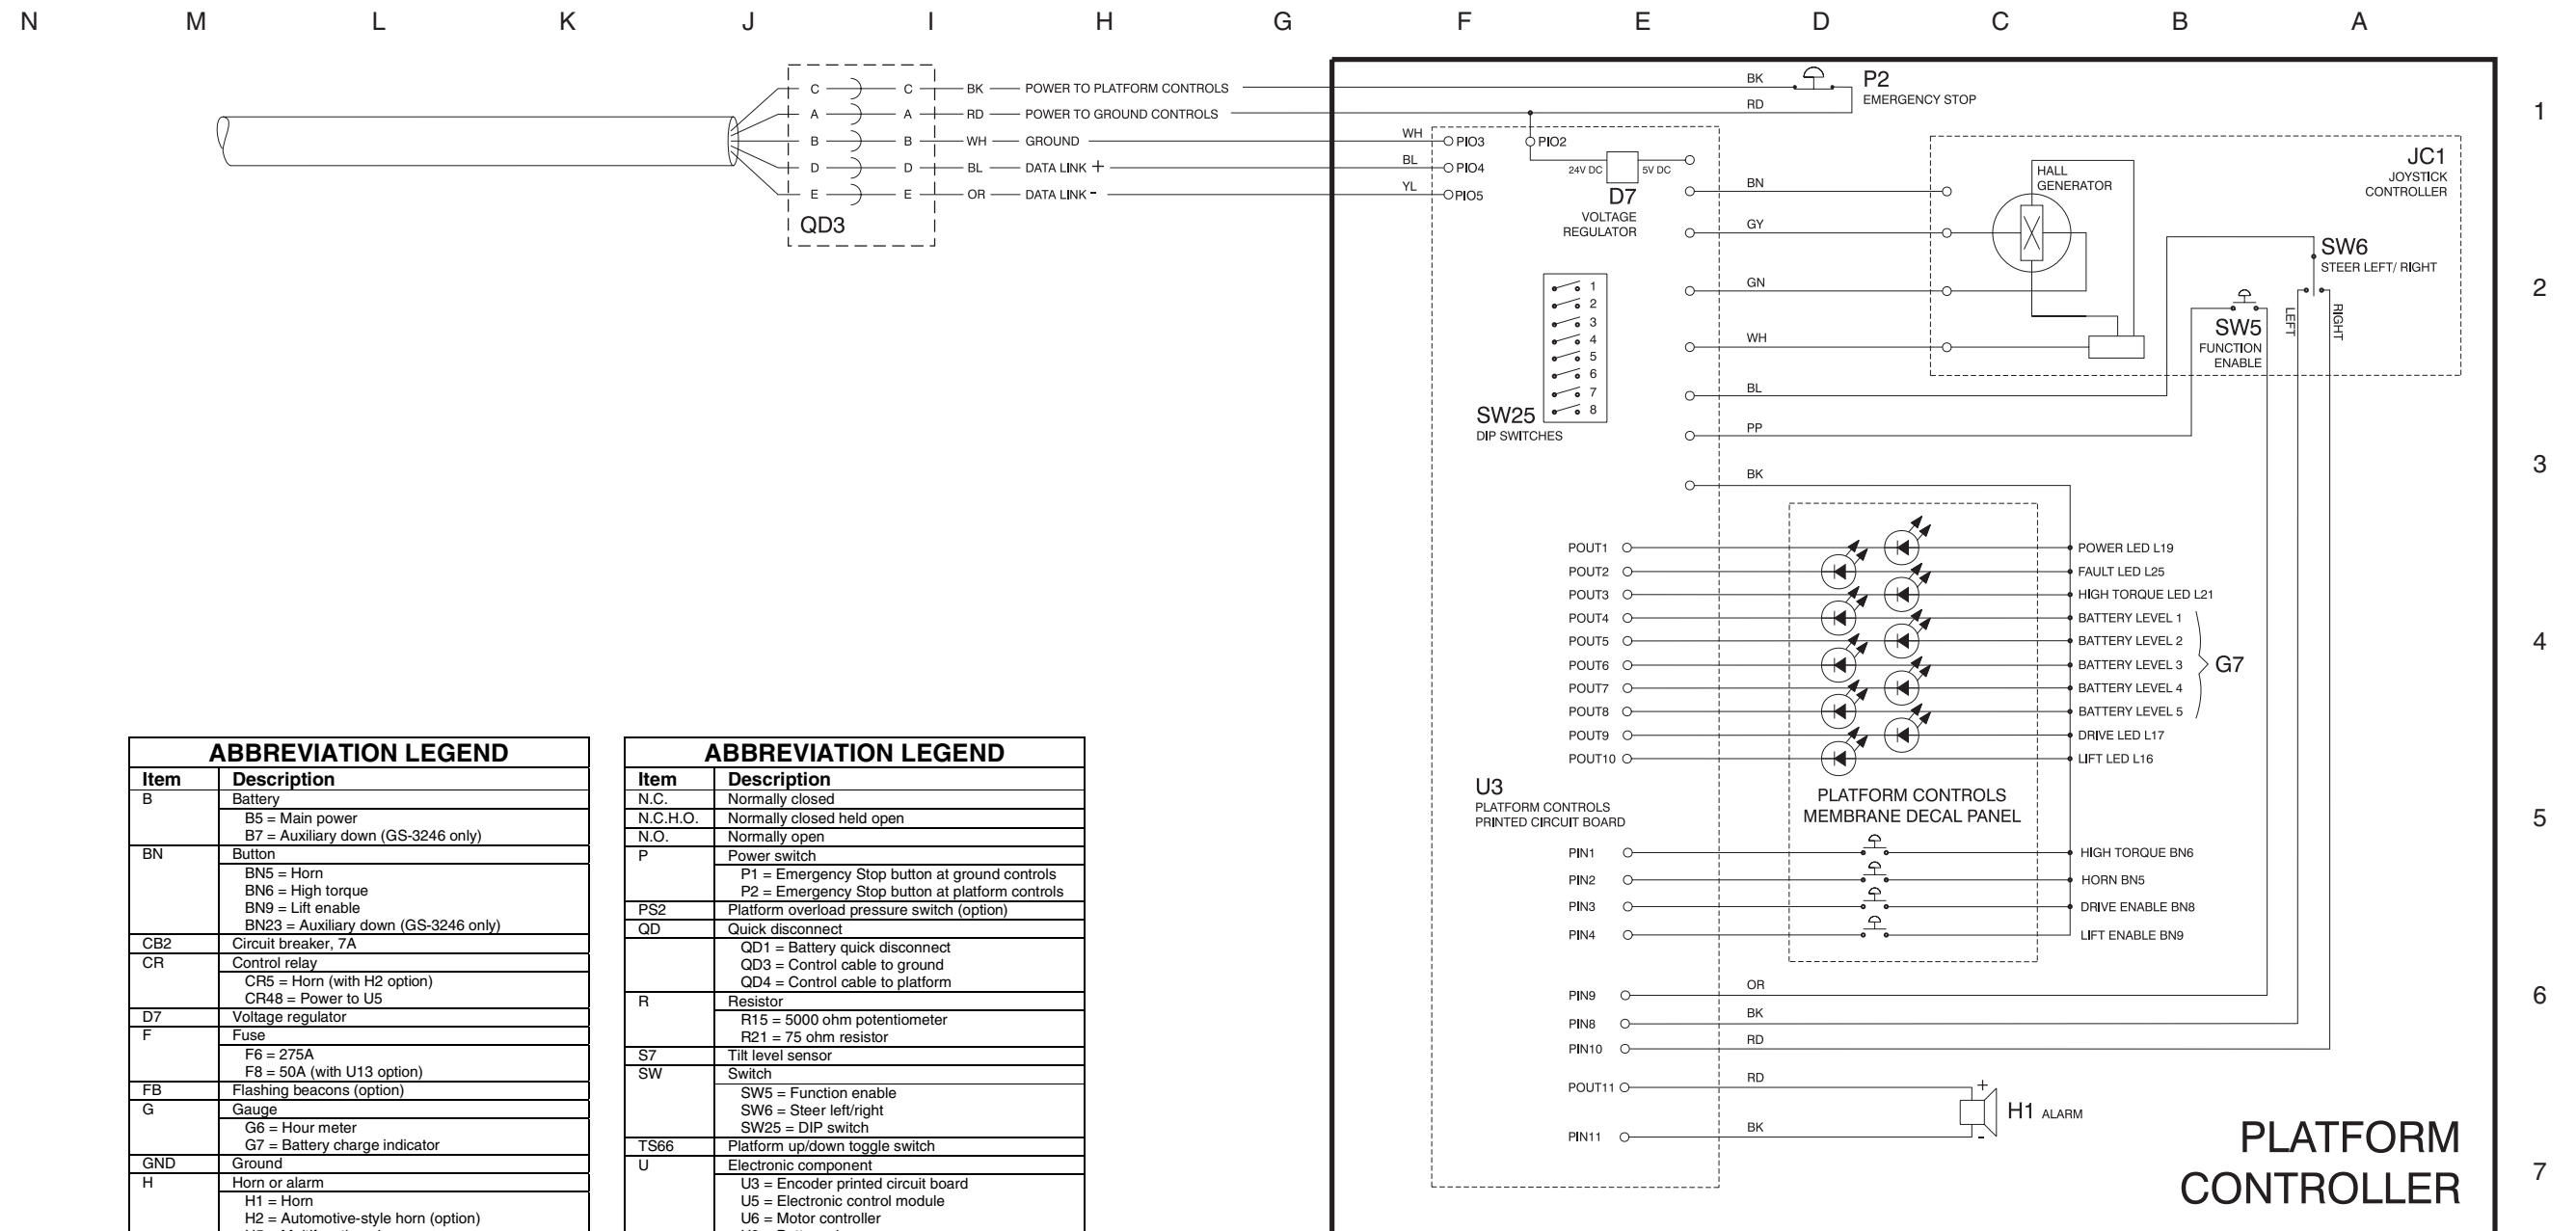 N M L K J I H G F E D C B A
1
2
3
4
5
6
7
C C BK POWER TO PLATFORM CONTROLS
A A RD POWER TO GROUND CONTROLS
B B WH GROUND
D D BL DATA LINK +
E E OR DATA LINK -
QD3
BK
RD
P2
EMERGENCY STOP
WH PIO3
PIO2
BL PIO4
YL PIO5
24V DC 5V DC
D7
VOLTAGE
REGULATOR
BN
GY
GN
WH
BL
PP
BK
HALL
GENERATOR
JC1
JOYSTICK
CONTROLLER
SW6
STEER LEFT/ RIGHT
LEFT
RIGHT
SW5
FUNCTION
ENABLE
1
2
3
4
5
6
7
8
SW25
DIP SWITCHES
POUT1 POWER LED L19
POUT2 FAULT LED L25
POUT3 HIGH TORQUE LED L21
POUT4 BATTERY LEVEL 1
POUT5 BATTERY LEVEL 2
POUT6 BATTERY LEVEL 3
POUT7 BATTERY LEVEL 4
POUT8 BATTERY LEVEL 5
G7
POUT9 DRIVE LED L17
POUT10 LIFT LED L16
U3
PLATFORM CONTROLS
PRINTED CIRCUIT BOARD
PLATFORM CONTROLS
MEMBRANE DECAL PANEL
PIN1 HIGH TORQUE BN6
PIN2 HORN BN5
PIN3 DRIVE ENABLE BN8
PIN4 LIFT ENABLE BN9
PIN9 OR
PIN8 BK
PIN10 RD
POUT11 RD
+
H1 ALARM
-
PIN11 BK
PLATFORM
CONTROLLER
ABBREVIATION LEGEND
Item Description
B Battery
B5 = Main power
B7 = Auxiliary down (GS-3246 only)
BN Button
BN5 = Horn
BN6 = High torque
BN9 = Lift enable
BN23 = Auxiliary down (GS-3246 only)
CB2 Circuit breaker, 7A
CR Control relay
CR5 = Horn (with H2 option)
CR48 = Power to U5
D7 Voltage regulator
F Fuse
F6 = 275A
F8 = 50A (with U13 option)
FB Flashing beacons (option)
G Gauge
G6 = Hour meter
G7 = Battery charge indicator
GND Ground
H Horn or alarm
H1 = Horn
H2 = Automotive-style horn (option)
ABBREVIATION LEGEND
Item Description
N.C. Normally closed
N.C.H.O. Normally closed held open
N.O. Normally open
P Power switch
P1 = Emergency Stop button at ground controls
P2 = Emergency Stop button at platform controls
PS2 Platform overload pressure switch (option)
QD Quick disconnect
QD1 = Battery quick disconnect
QD3 = Control cable to ground
QD4 = Control cable to platform
R Resistor
R15 = 5000 ohm potentiometer
R21 = 75 ohm resistor
S7 Tilt level sensor
SW Switch
SW5 = Function enable
SW6 = Steer left/right
SW25 = DIP switch
TS66 Platform up/down toggle switch
U Electronic component
U3 = Encoder printed circuit board
U5 = Electronic control module
U6 = Motor controller